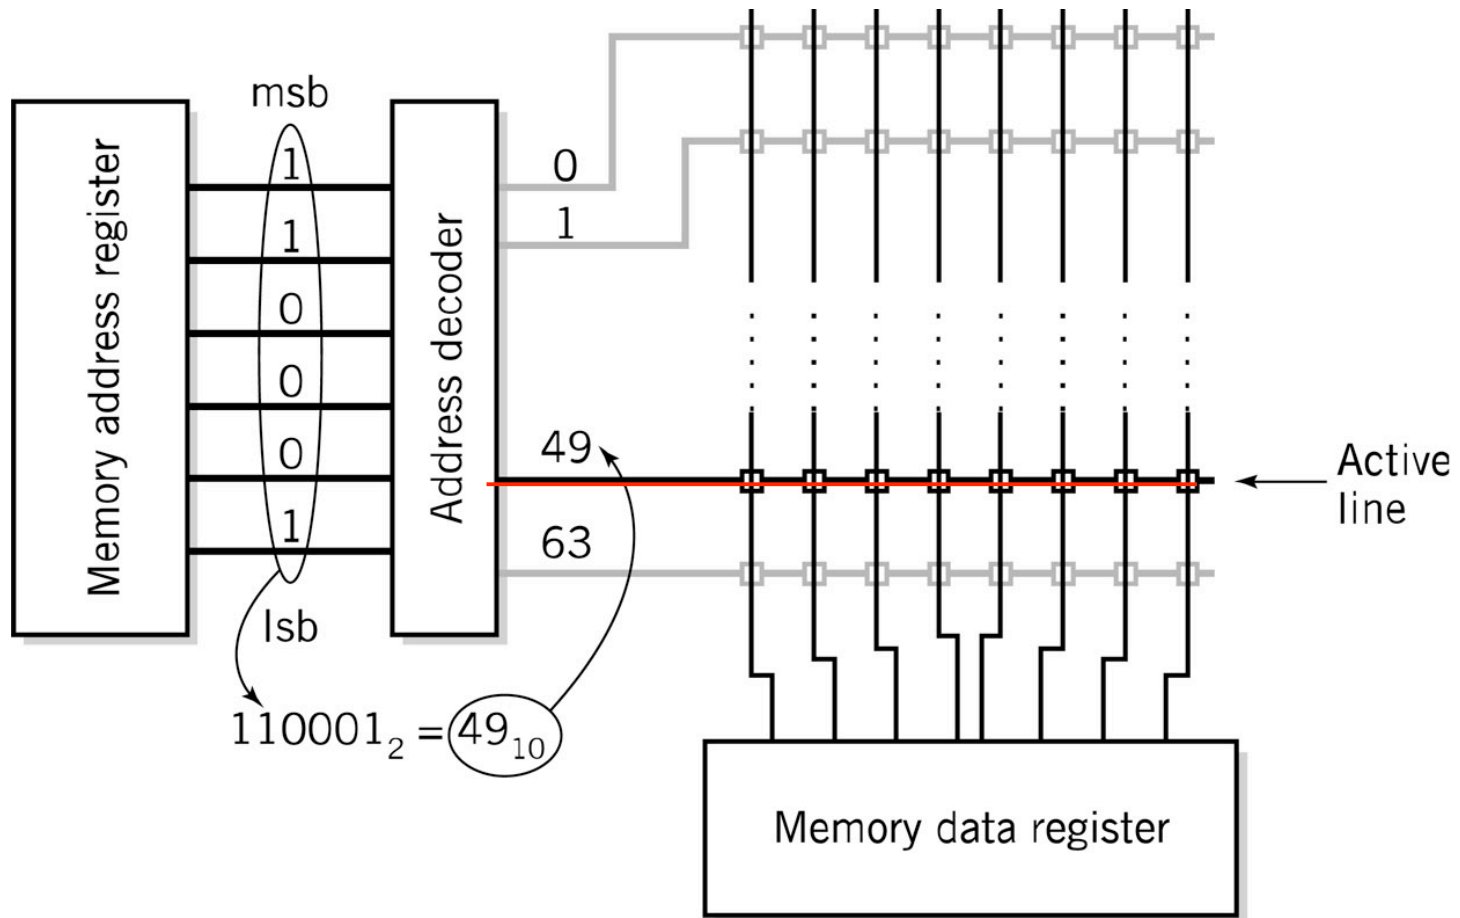 msb
Memory address register
1
1
0
0
0
1
lsb
Address decoder
0
1
49
63
Active
line
110001₂ = 49₁₀
Memory data register